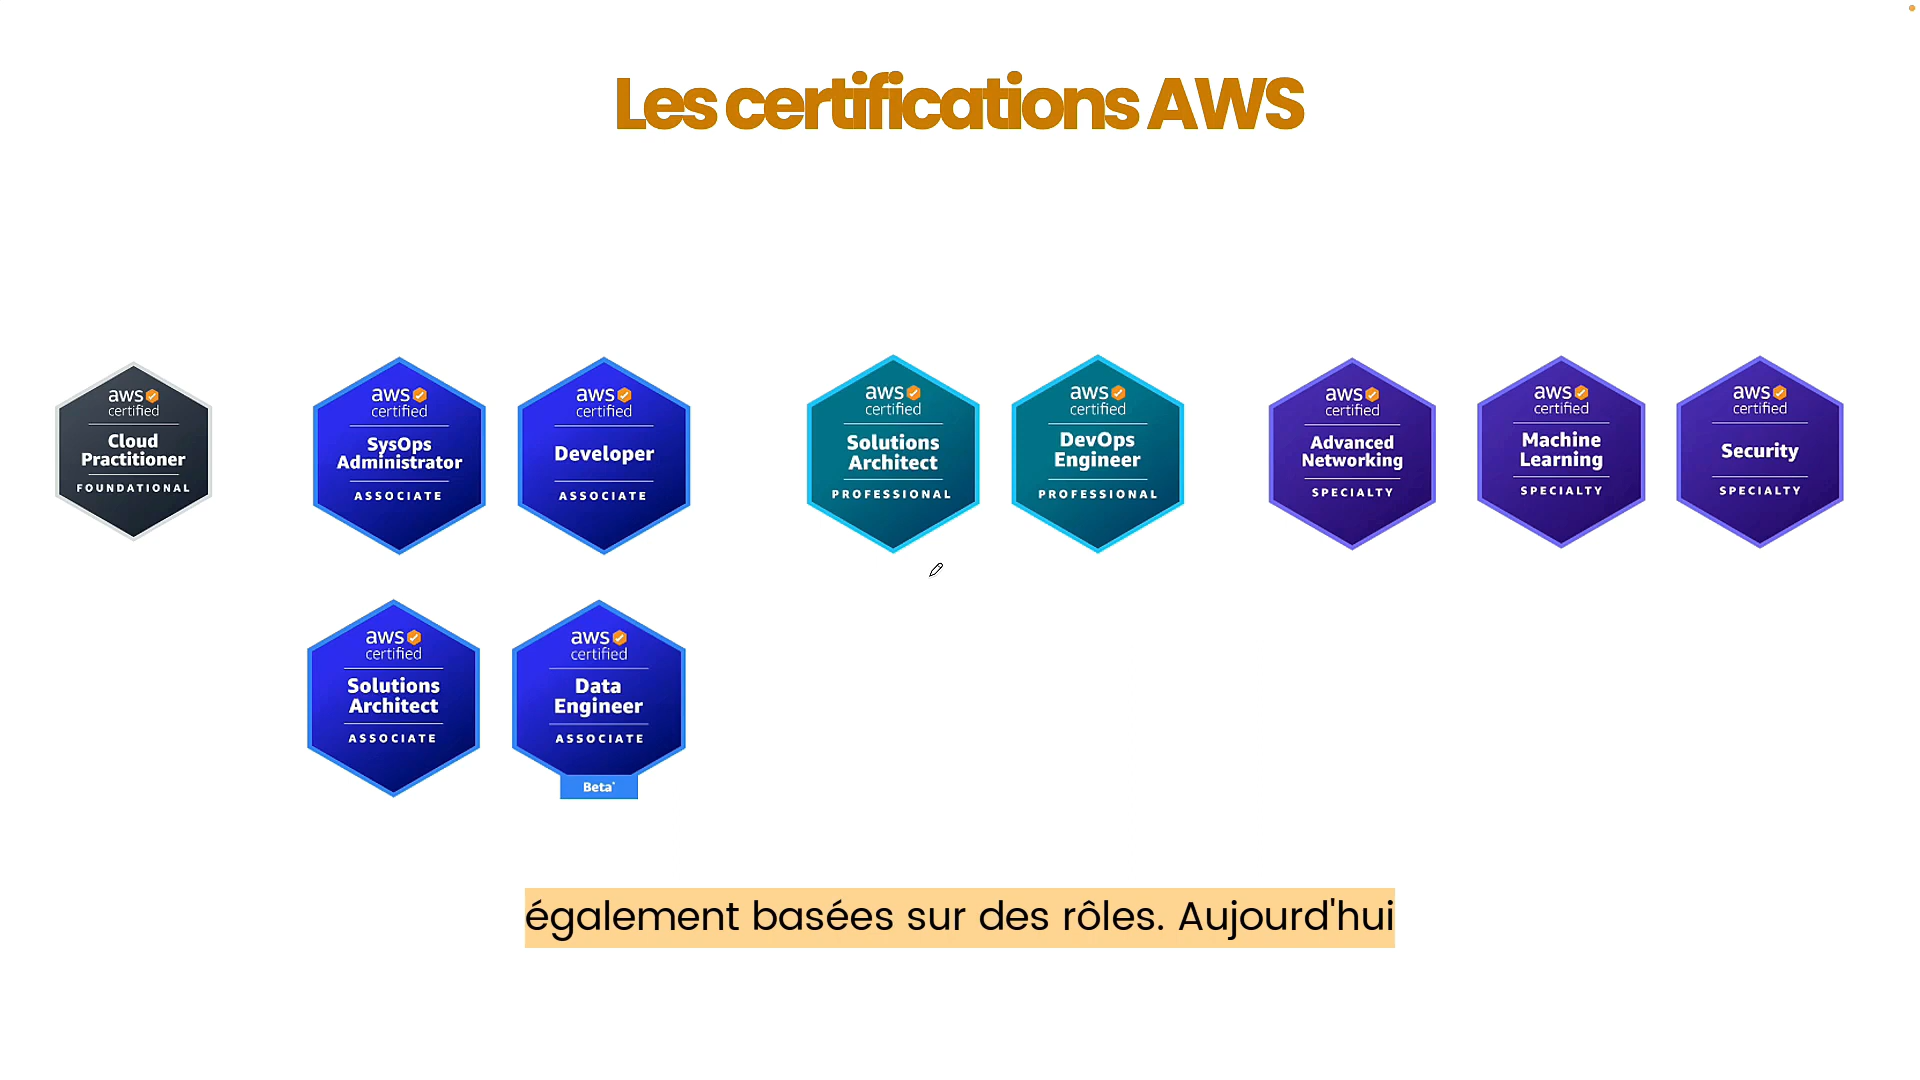 Les certifications AWS
aws
certified
Cloud
Practitioner
FOUNDATIONAL
aws
certified
SysOps
Administrator
ASSOCIATE
aws
certified
Developer
ASSOCIATE
aws
certified
Solutions
Architect
PROFESSIONAL
aws
certified
DevOps
Engineer
PROFESSIONAL
aws
certified
Advanced
Networking
SPECIALTY
aws
certified
Machine
Learning
SPECIALTY
aws
certified
Security
SPECIALTY
aws
certified
Solutions
Architect
ASSOCIATE
aws
certified
Data
Engineer
ASSOCIATE
Beta*
également basées sur des rôles. Aujourd'hui